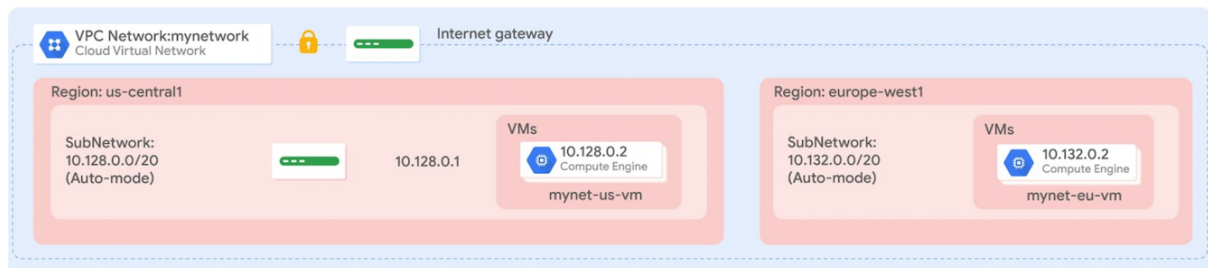 VPC Network:mynetwork
Cloud Virtual Network
Internet gateway
Region: us-central1
SubNetwork:
10.128.0.0/20
(Auto-mode)
10.128.0.1
VMs
10.128.0.2
Compute Engine
mynet-us-vm
Region: europe-west1
SubNetwork:
10.132.0.0/20
(Auto-mode)
VMs
10.132.0.2
Compute Engine
mynet-eu-vm